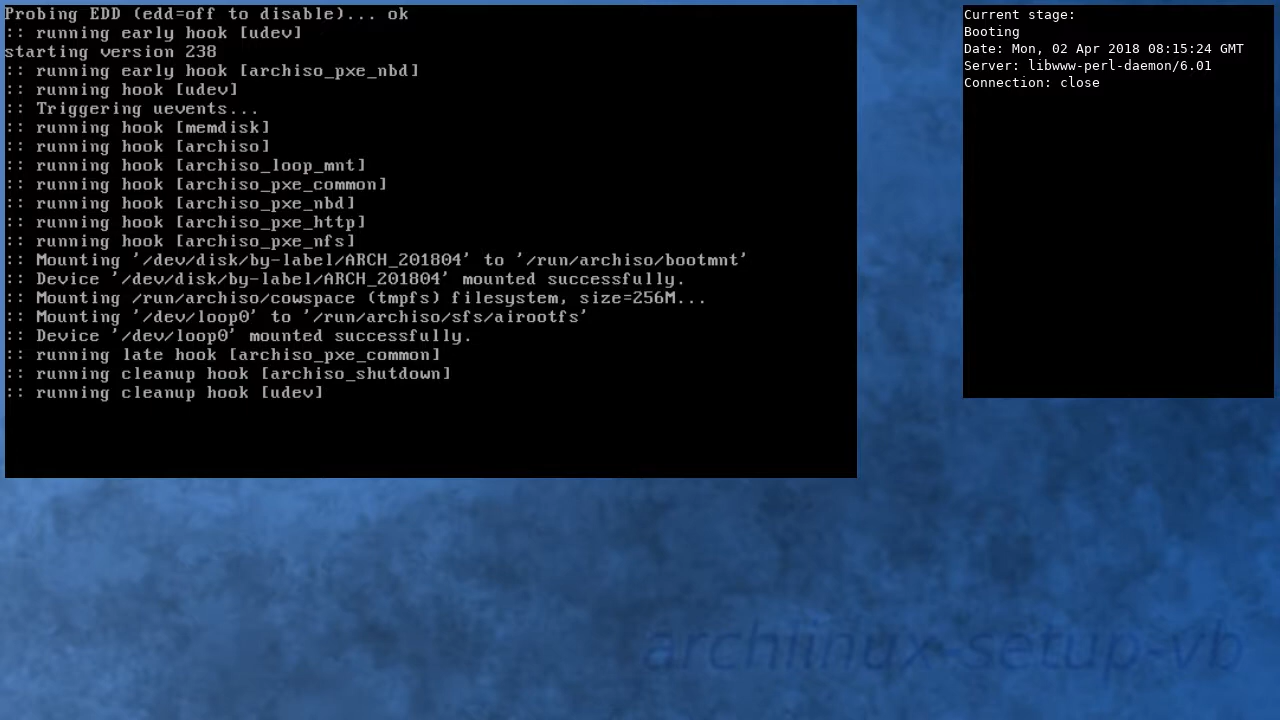 Probing EDD (edd=off to disable)... ok
:: running early hook [udev]
starting version 238
:: running early hook [archiso_pxe_nbd]
:: running hook [udev]
:: Triggering uevents...
:: running hook [memdisk]
:: running hook [archiso]
:: running hook [archiso_loop_mnt]
:: running hook [archiso_pxe_common]
:: running hook [archiso_pxe_nbd]
:: running hook [archiso_pxe_http]
:: running hook [archiso_pxe_nfs]
:: Mounting '/dev/disk/by-label/ARCH_201804' to '/run/archiso/bootmnt'
:: Device '/dev/disk/by-label/ARCH_201804' mounted successfully.
:: Mounting /run/archiso/cowspace (tmpfs) filesystem, size=256M...
:: Mounting '/dev/loop0' to '/run/archiso/sfs/airootfs'
:: Device '/dev/loop0' mounted successfully.
:: running late hook [archiso_pxe_common]
:: running cleanup hook [archiso_shutdown]
:: running cleanup hook [udev]
Current stage:
Booting
Date: Mon, 02 Apr 2018 08:15:24 GMT
Server: libwww-perl-daemon/6.01
Connection: close
archlinux-setup-vb